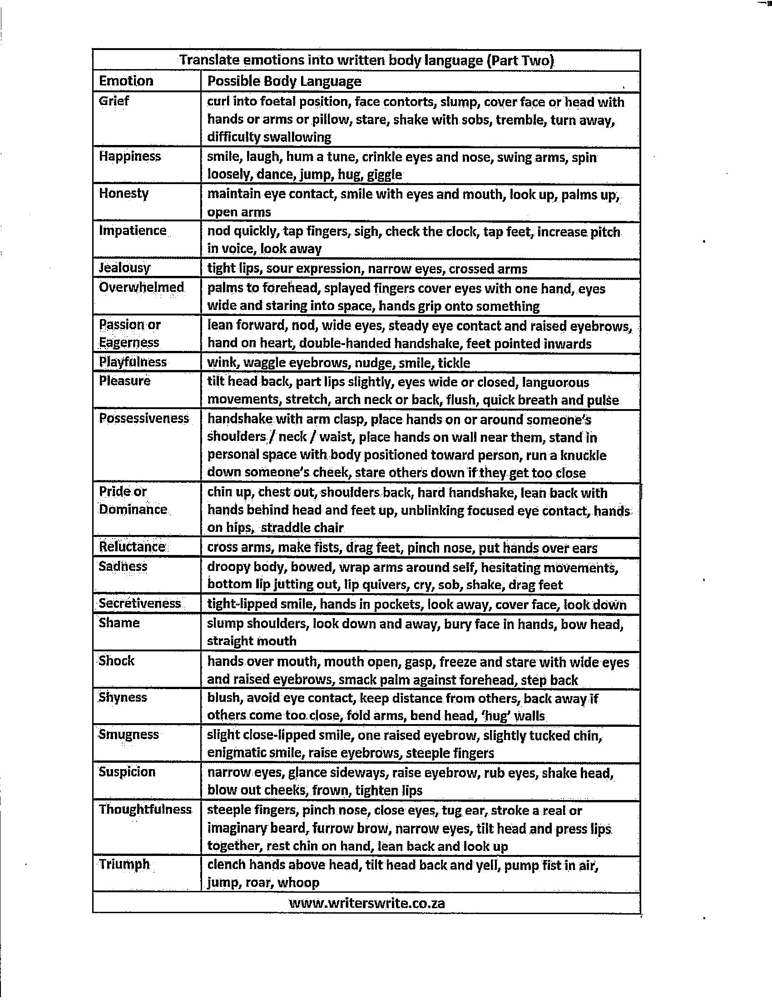 Translate emotions into written body language (Part Two)
Emotion Possible Body Language
Grief curl into foetal position, face contorts, slump, cover face or head with
hands or arms or pillow, stare, shake with sobs, tremble, turn away,
difficulty swallowing
Happiness smile, laugh, hum a tune, crinkle eyes and nose, swing arms, spin
loosely, dance, jump, hug, giggle
Honesty maintain eye contact, smile with eyes and mouth, look up, palms up,
open arms
Impatience nod quickly, tap fingers, sigh, check the clock, tap feet, increase pitch
in voice, look away
Jealousy tight lips, sour expression, narrow eyes, crossed arms
Overwhelmed palms to forehead, splayed fingers cover eyes with one hand, eyes
wide and staring into space, hands grip onto something
Passion or lean forward, nod, wide eyes, steady eye contact and raised eyebrows,
Eagerness hand on heart, double-handed handshake, feet pointed inwards
Playfulness wink, waggle eyebrows, nudge, smile, tickle
Pleasure tilt head back, part lips slightly, eyes wide or closed, languorous
movements, stretch, arch neck or back, flush, quick breath and pulse
Possessiveness handshake with arm clasp, place hands on or around someone's
shoulders / neck / waist, place hands on wall near them, stand in
personal space with body positioned toward person, run a knuckle
down someone's cheek, stare others down if they get too close
Pride or chin up, chest out, shoulders back, hard handshake, lean back with
Dominance hands behind head and feet up, unblinking focused eye contact, hands
on hips, straddle chair
Reluctance cross arms, make fists, drag feet, pinch nose, put hands over ears
Sadness droopy body, bowed, wrap arms around self, hesitating movements,
bottom lip jutting out, lip quivers, cry, sob, shake, drag feet
Secretiveness tight-lipped smile, hands in pockets, look away, cover face, look down
Shame slump shoulders, look down and away, bury face in hands, bow head,
straight mouth
Shock hands over mouth, mouth open, gasp, freeze and stare with wide eyes
and raised eyebrows, smack palm against forehead, step back
Shyness blush, avoid eye contact, keep distance from others, back away if
others come too close, fold arms, bend head, 'hug' walls
Smugness slight close-lipped smile, one raised eyebrow, slightly tucked chin,
enigmatic smile, raise eyebrows, steeple fingers
Suspicion narrow eyes, glance sideways, raise eyebrow, rub eyes, shake head,
blow out cheeks, frown, tighten lips
Thoughtfulness steeple fingers, pinch nose, close eyes, tug ear, stroke a real or
imaginary beard, furrow brow, narrow eyes, tilt head and press lips
together, rest chin on hand, lean back and look up
Triumph clench hands above head, tilt head back and yell, pump fist in air,
jump, roar, whoop
www.writerswrite.co.za